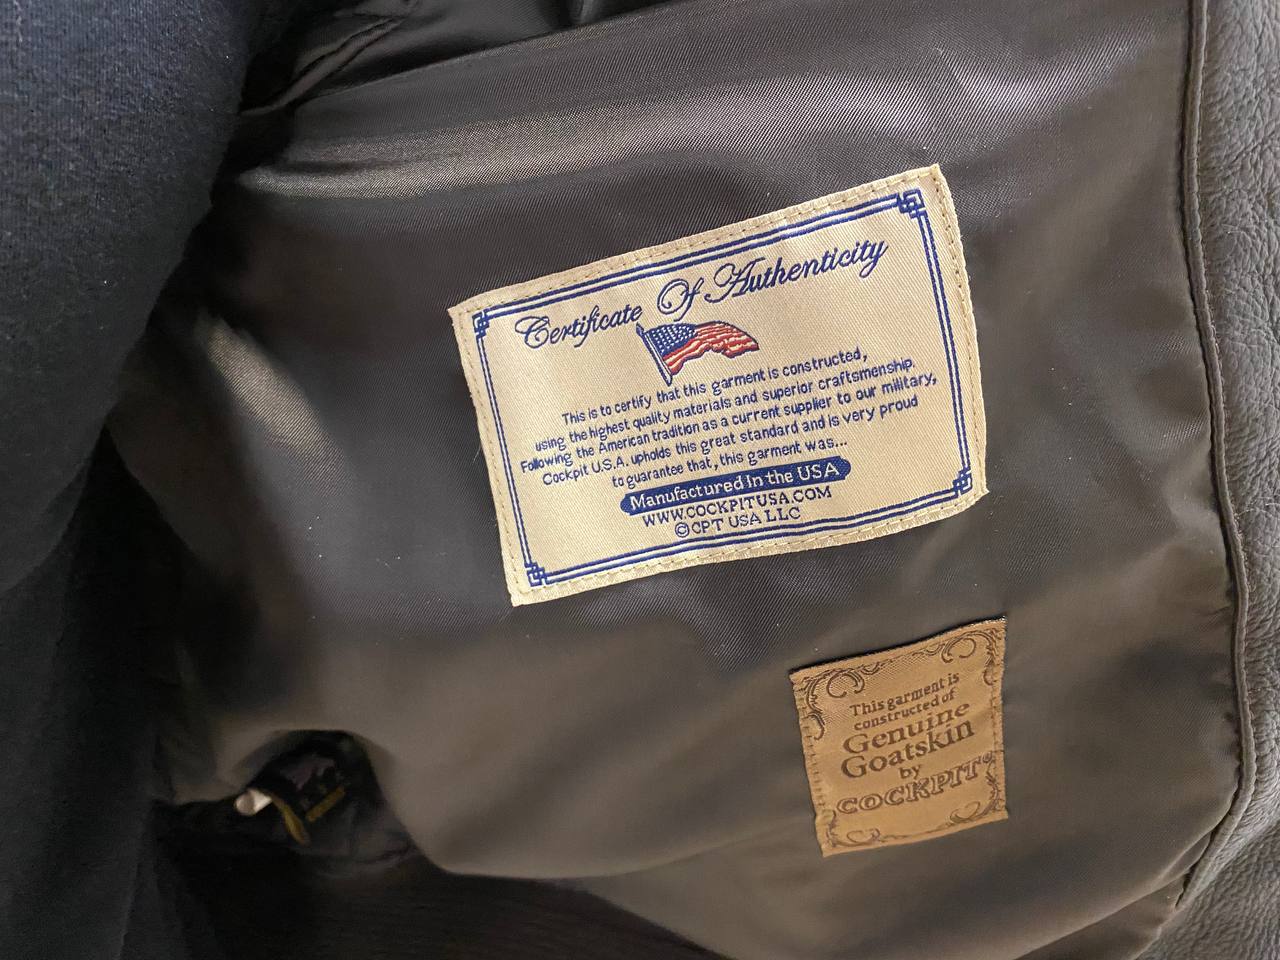 Certificate Of Authenticity
This is to certify that this garment is constructed,
using the highest quality materials and superior craftsmenship.
Following the American tradition as a current supplier to our military,
Cockpit U.S.A. upholds this great standard and is very proud
to guarantee that, this garment was...
Manufactured In the USA
WWW.COCKPITUSA.COM
©CPT USA LLC
This garment is
constructed of
Genuine
Goatskin
by
COCKPIT®